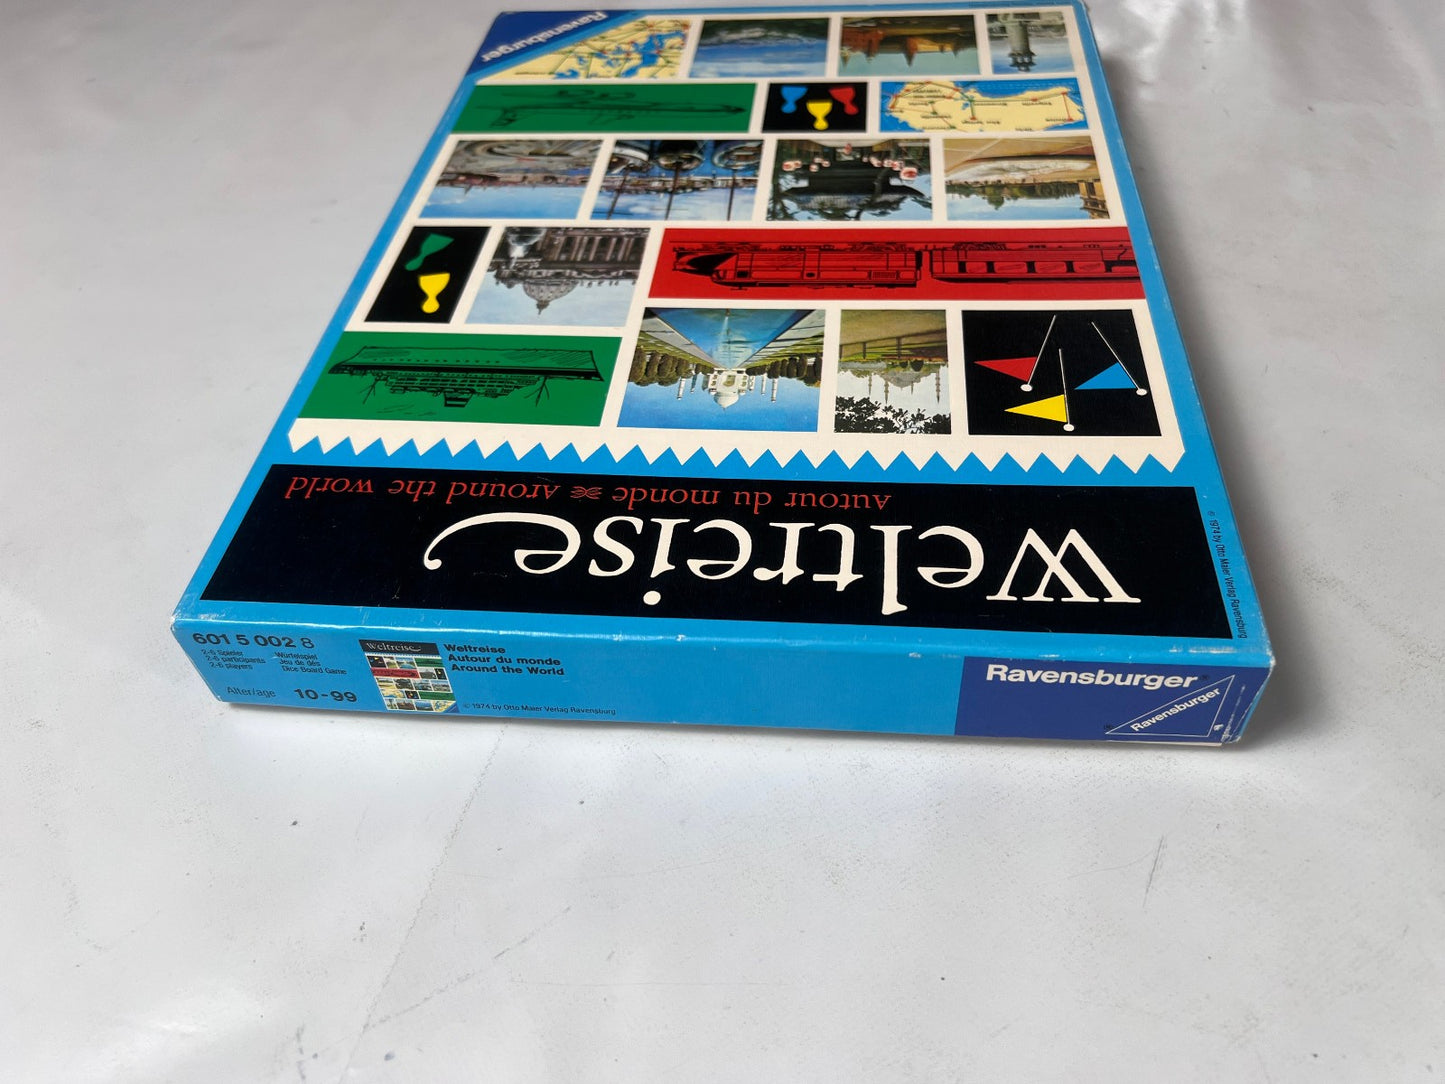 Ravensburger
Weltreise
Autour du monde Around the world
© 1974 by Otto Maier Verlag Ravensburg
601 5 002 8
2-6 Spieler
2-6 participants
2-6 players
Würfelspiel
Jeu de dés
Dice Board Game
Alter/age 10-99
Weltreise
Weltreise
Autour du monde
Around the World
© 1974 by Otto Maier Verlag Ravensburg
Ravensburger®
Ravensburger
®